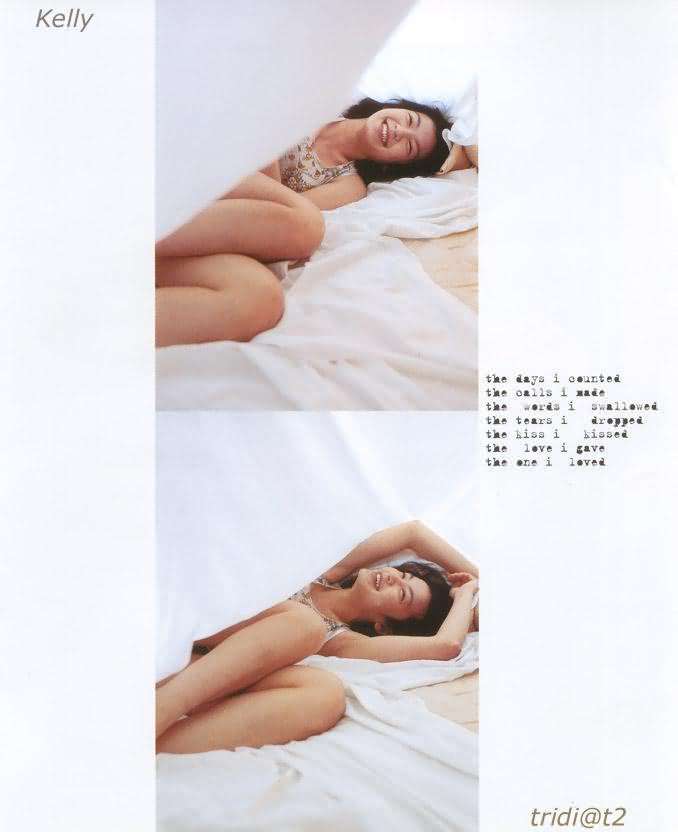 Kelly
the days i counted
the calls i made
the words i swallowed
the tears i dropped
the kiss i kissed
the love i gave
the one i loved
tridi@t2